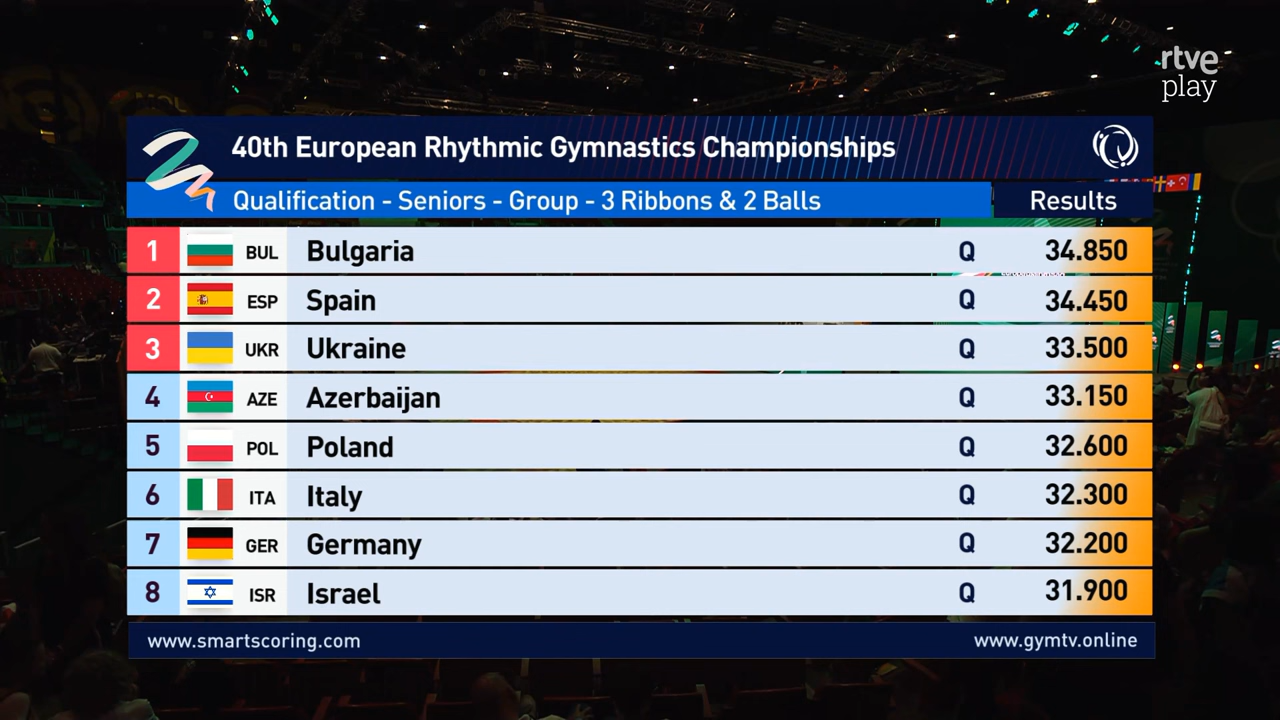 rtve
play
40th European Rhythmic Gymnastics Championships
Qualification - Seniors - Group - 3 Ribbons & 2 Balls Results
1 BUL Bulgaria Q 34.850
2 ESP Spain Q 34.450
3 UKR Ukraine Q 33.500
4 AZE Azerbaijan Q 33.150
5 POL Poland Q 32.600
6 ITA Italy Q 32.300
7 GER Germany Q 32.200
8 ISR Israel Q 31.900
www.smartscoring.com www.gymtv.online